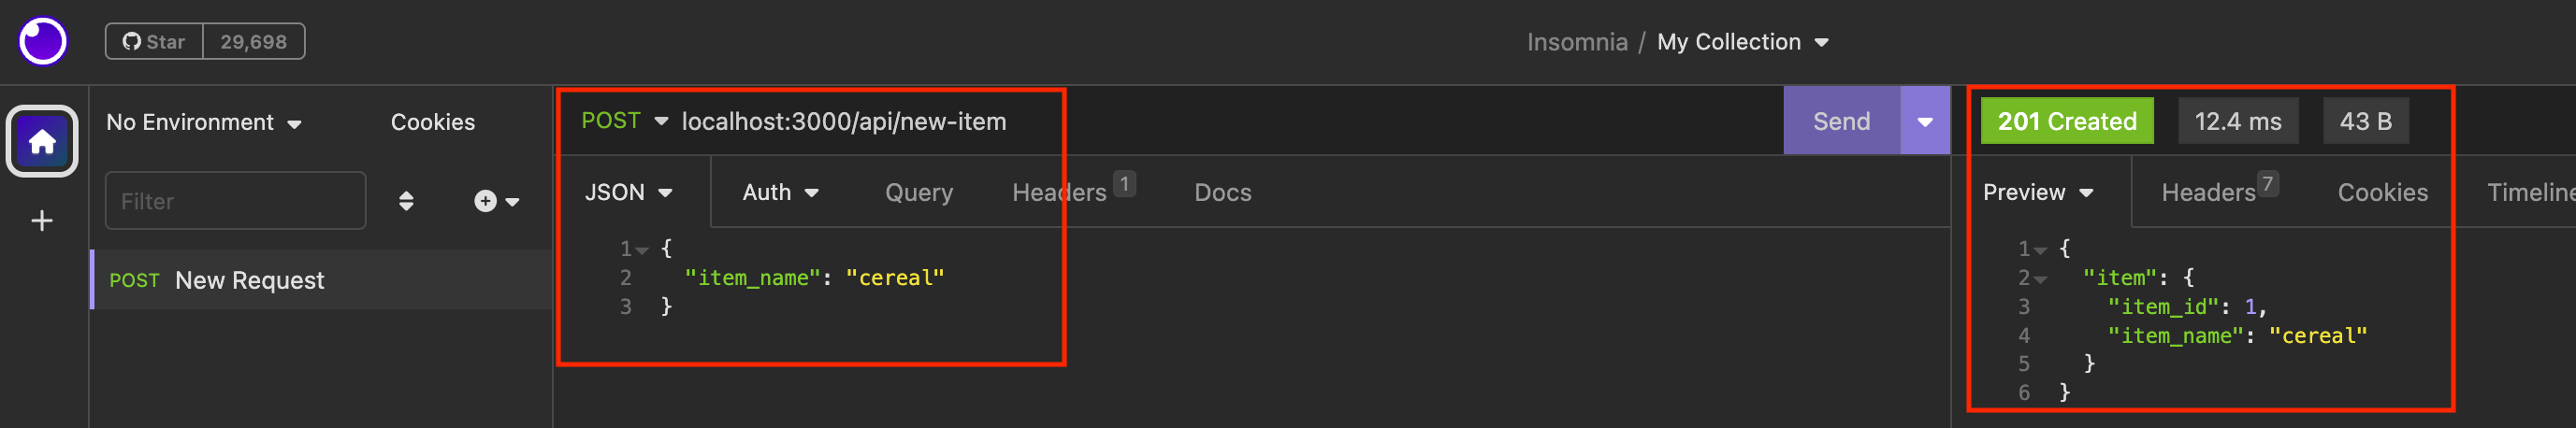 Star 29,698
Insomnia / My Collection
No Environment Cookies
Filter
POST New Request
POST localhost:3000/api/new-item Send
JSON Auth Query Headers 1 Docs
1 {
2 "item_name": "cereal"
3 }
201 Created 12.4 ms 43 B
Preview Headers 7 Cookies Timeline
1 {
2 "item": {
3 "item_id": 1,
4 "item_name": "cereal"
5 }
6 }